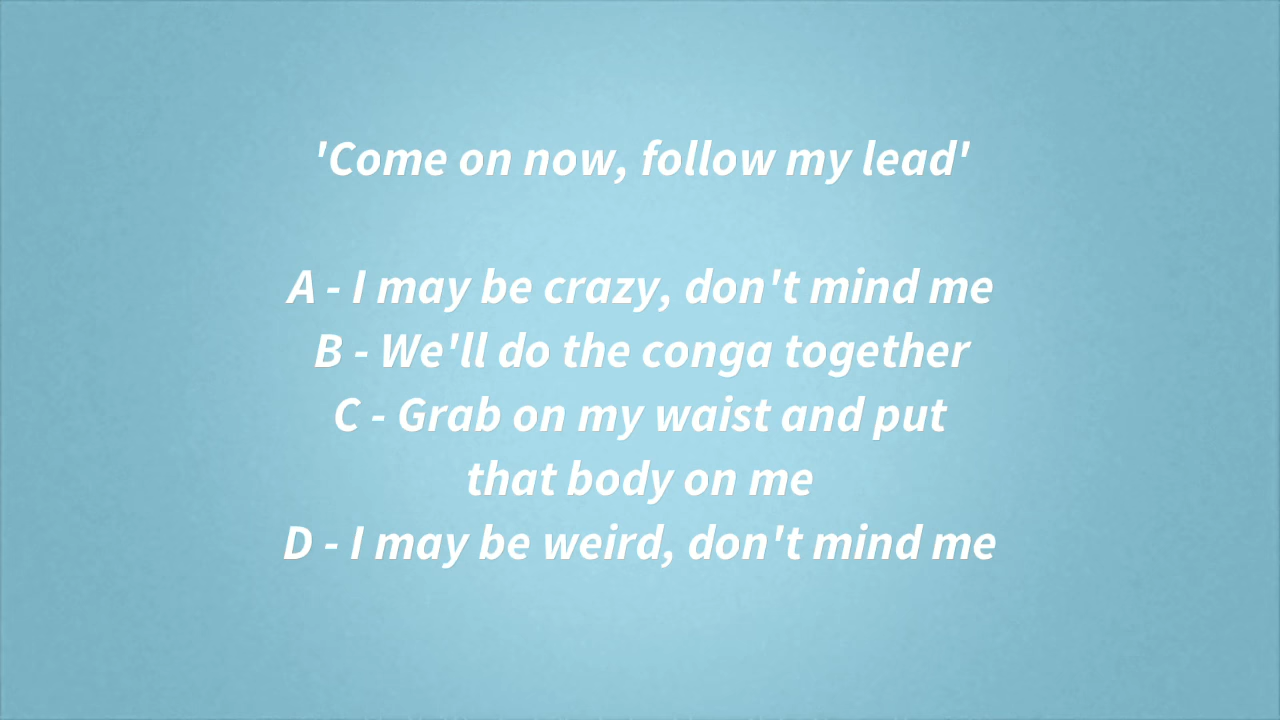 'Come on now, follow my lead'
A - I may be crazy, don't mind me
B - We'll do the conga together
C - Grab on my waist and put
that body on me
D - I may be weird, don't mind me